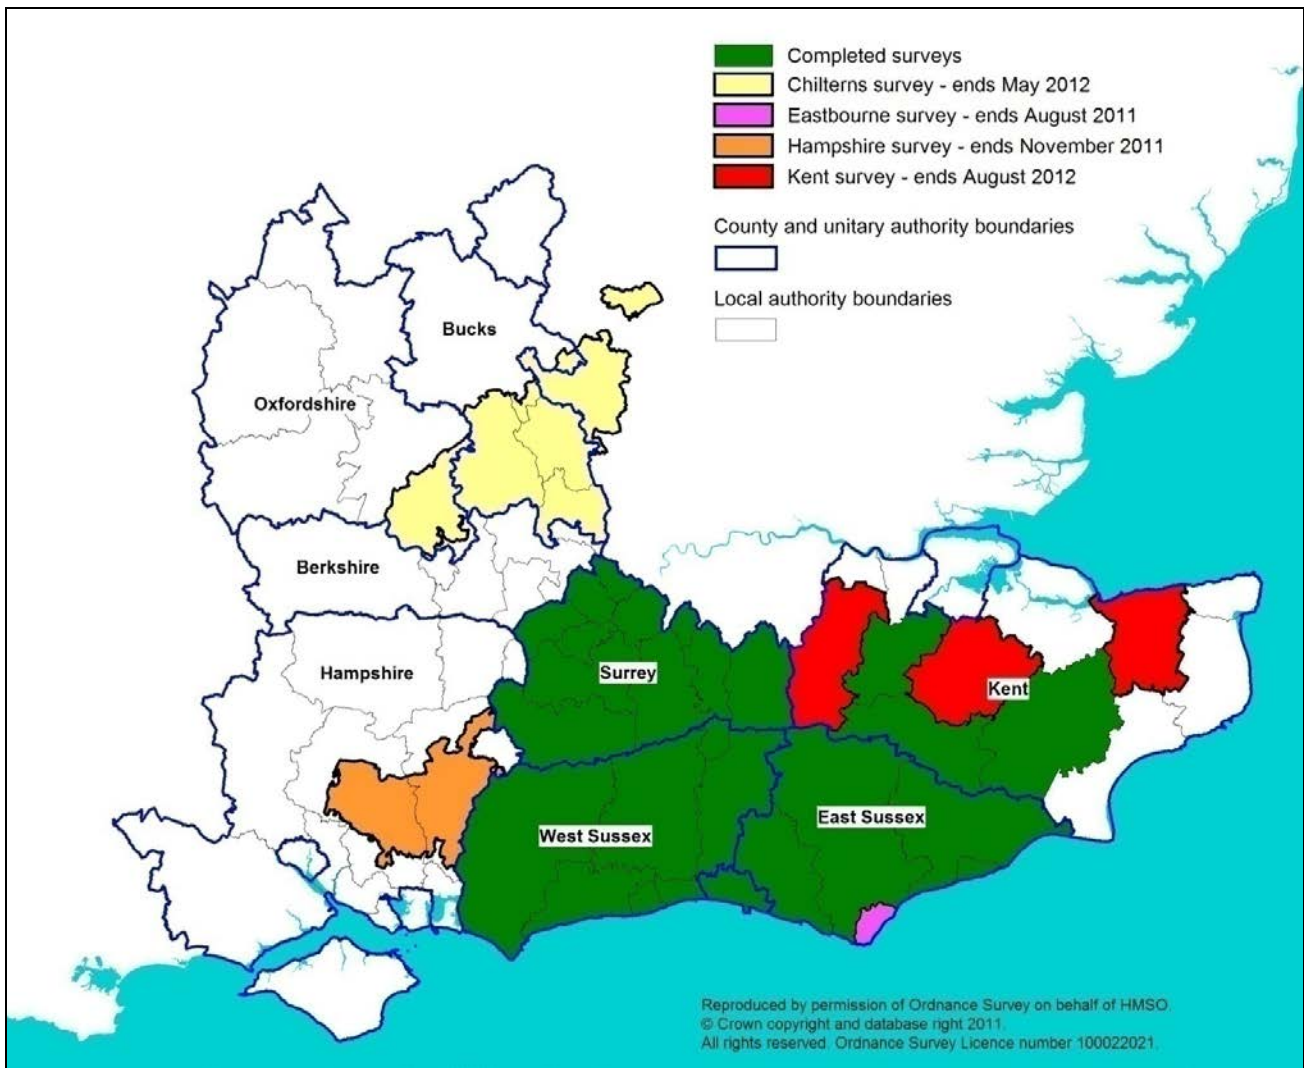 Completed surveys
Chilterns survey - ends May 2012
Eastbourne survey - ends August 2011
Hampshire survey - ends November 2011
Kent survey - ends August 2012
County and unitary authority boundaries
Local authority boundaries
Bucks
Oxfordshire
Berkshire
Hampshire
Surrey
Kent
West Sussex
East Sussex
Reproduced by permission of Ordnance Survey on behalf of HMSO.
© Crown copyright and database right 2011.
All rights reserved. Ordnance Survey Licence number 100022021.